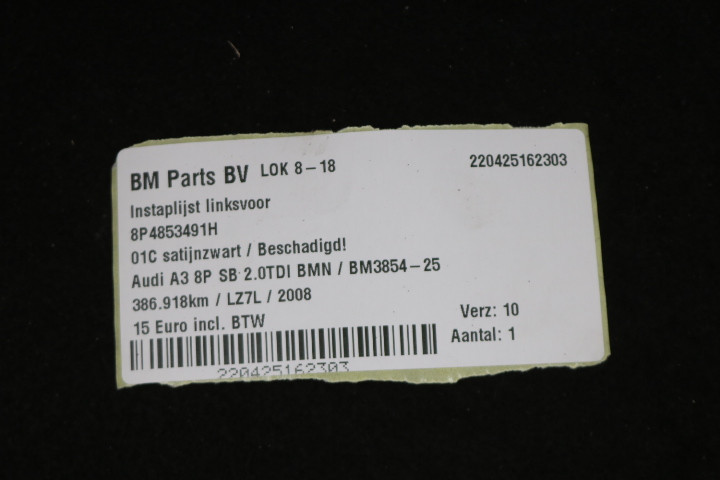 BM Parts BV LOK 8-18 220425162303
Instaplijst linksvoor
8P4853491H
01C satijnzwart / Beschadigd!
Audi A3 8P SB 2.0TDI BMN / BM3854-25
386.918km / LZ7L / 2008
15 Euro incl. BTW
Verz: 10
Aantal: 1
220425162303